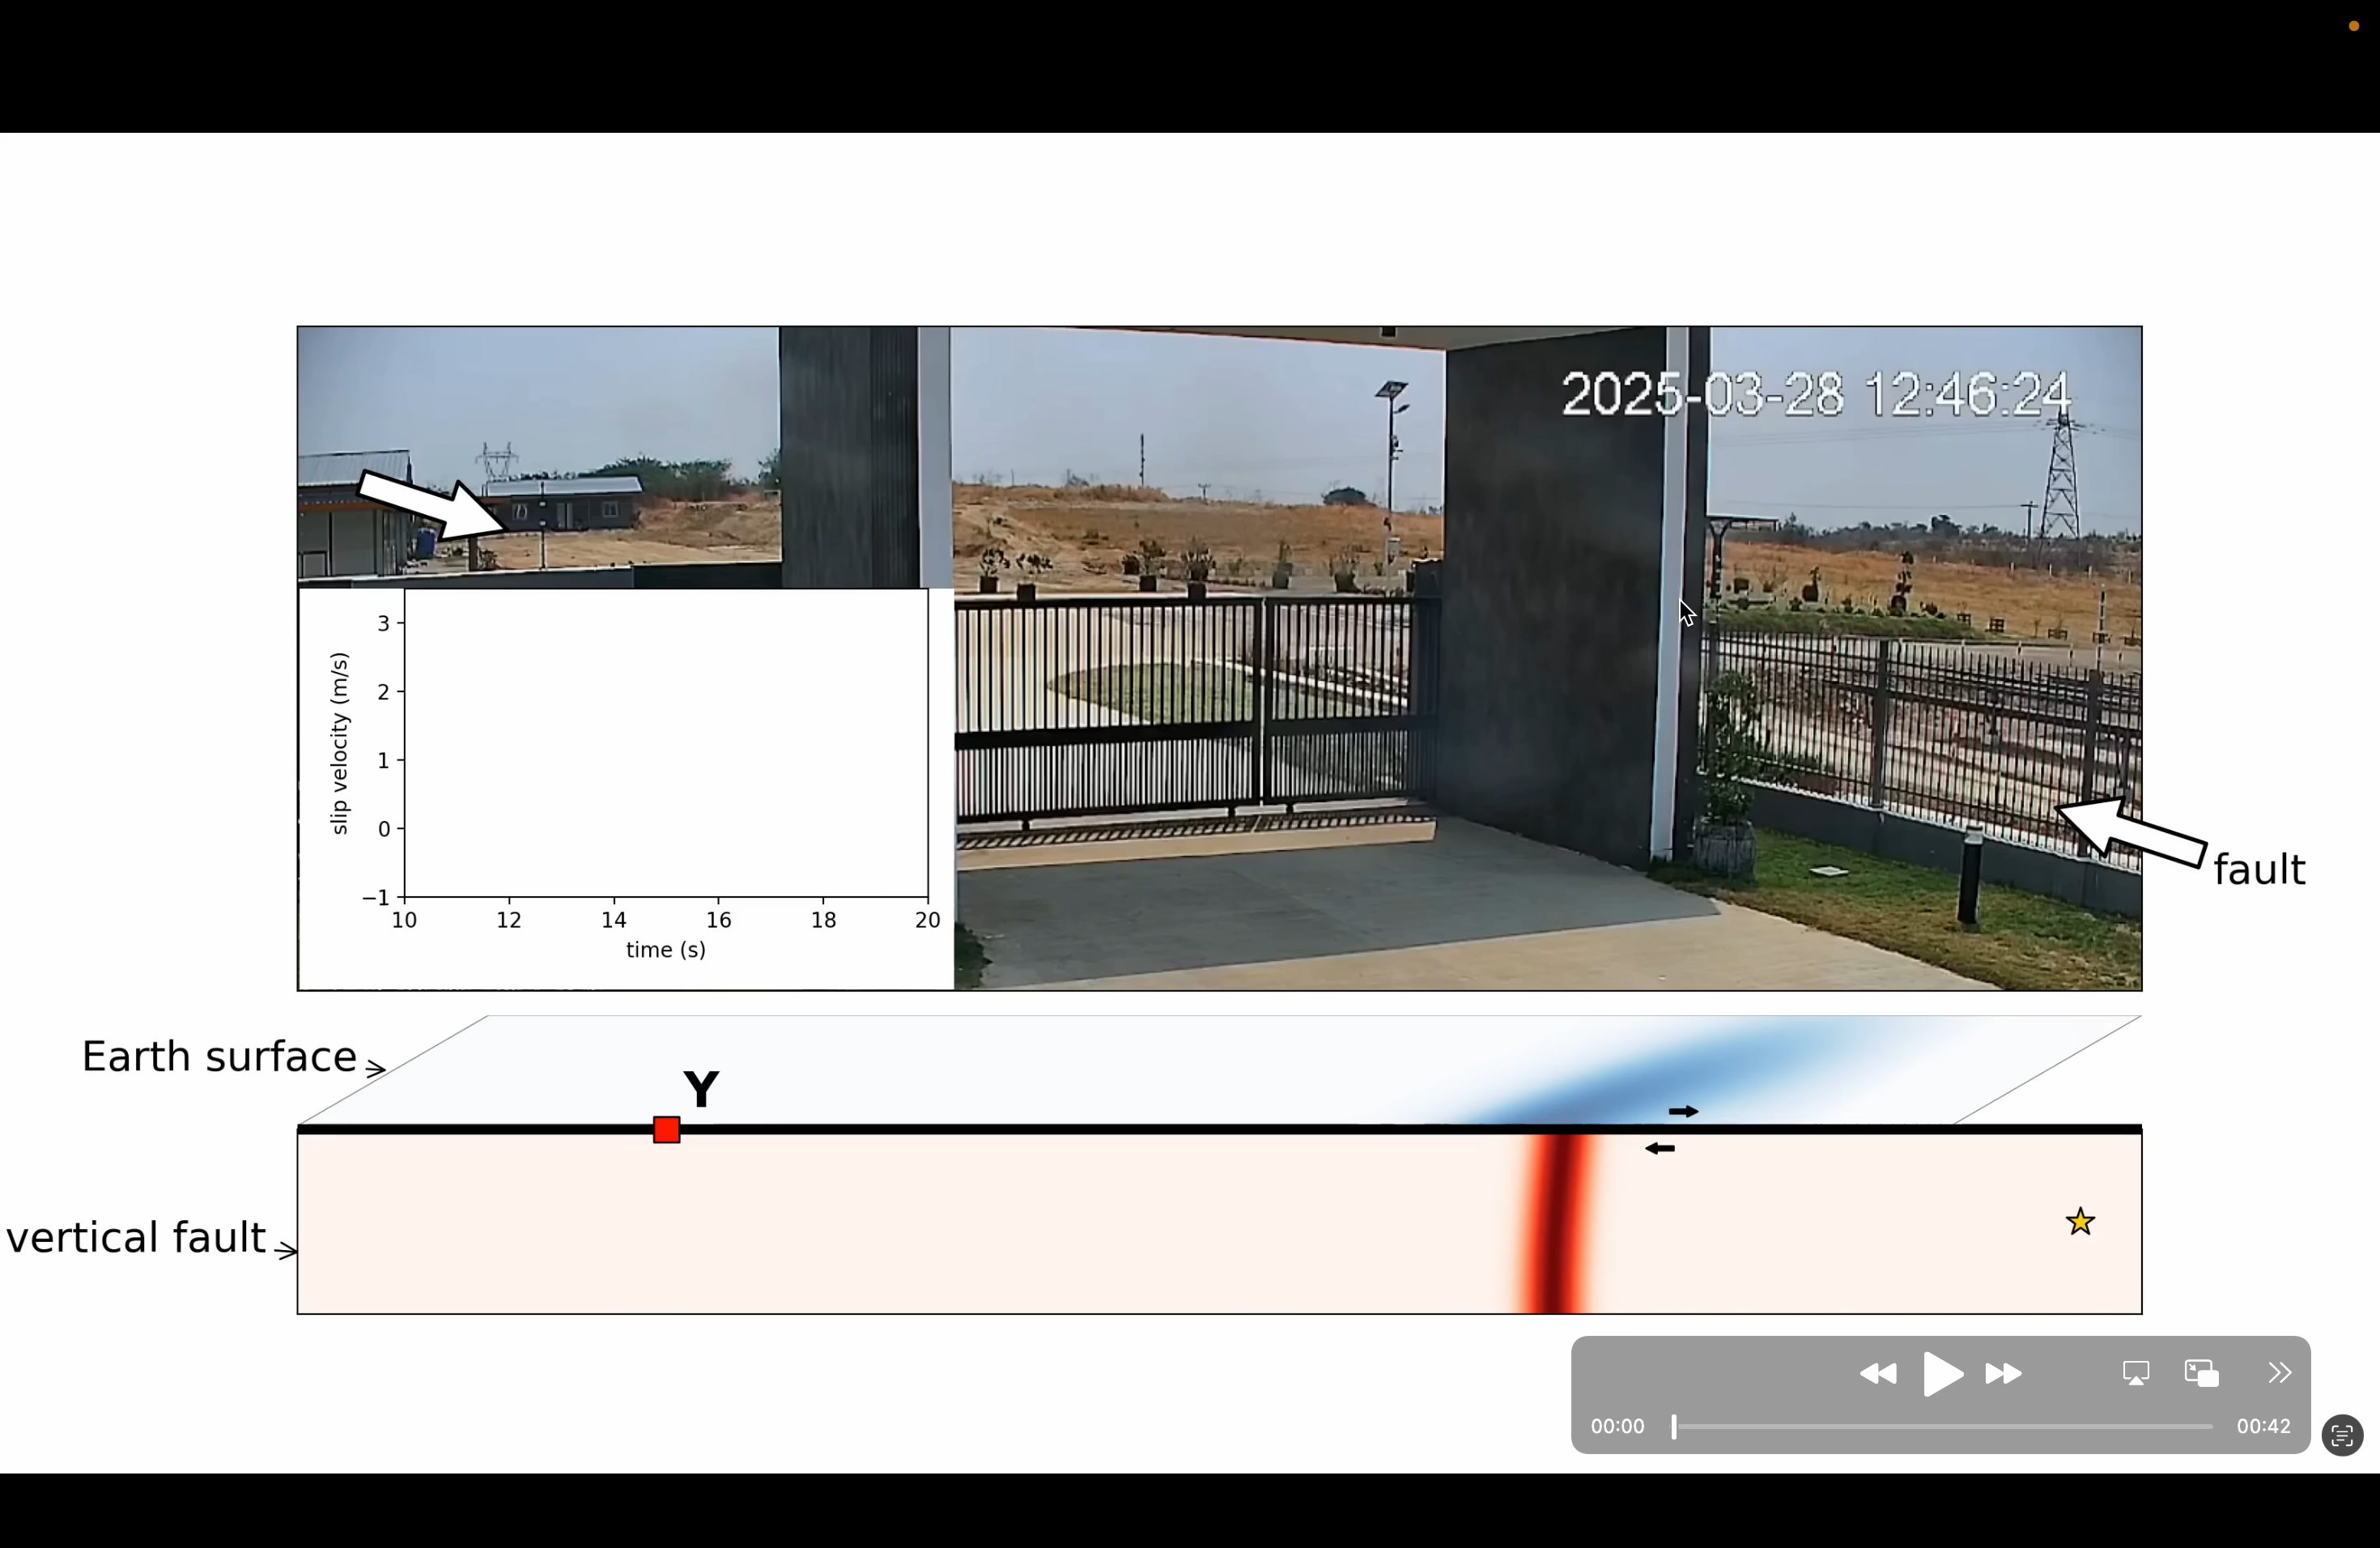 2025-03-28 12:46:24
3
2
1
0
−1
slip velocity (m/s)
10 12 14 16 18 20
time (s)
fault
Earth surface
Y
vertical fault
00:00
00:42